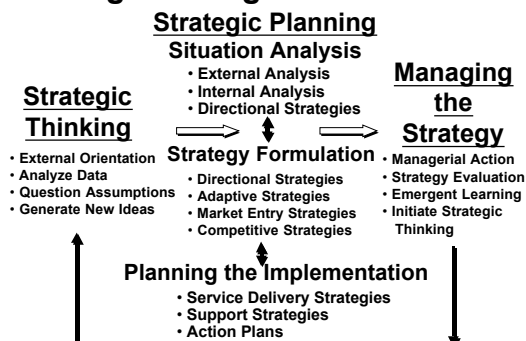 Strategic Planning
Situation Analysis
• External Analysis
• Internal Analysis
• Directional Strategies
Strategic
Thinking
• External Orientation
• Analyze Data
• Question Assumptions
• Generate New Ideas
Strategy Formulation
• Directional Strategies
• Adaptive Strategies
• Market Entry Strategies
• Competitive Strategies
Planning the Implementation
• Service Delivery Strategies
• Support Strategies
• Action Plans
Managing
the
Strategy
• Managerial Action
• Strategy Evaluation
• Emergent Learning
• Initiate Strategic
Thinking